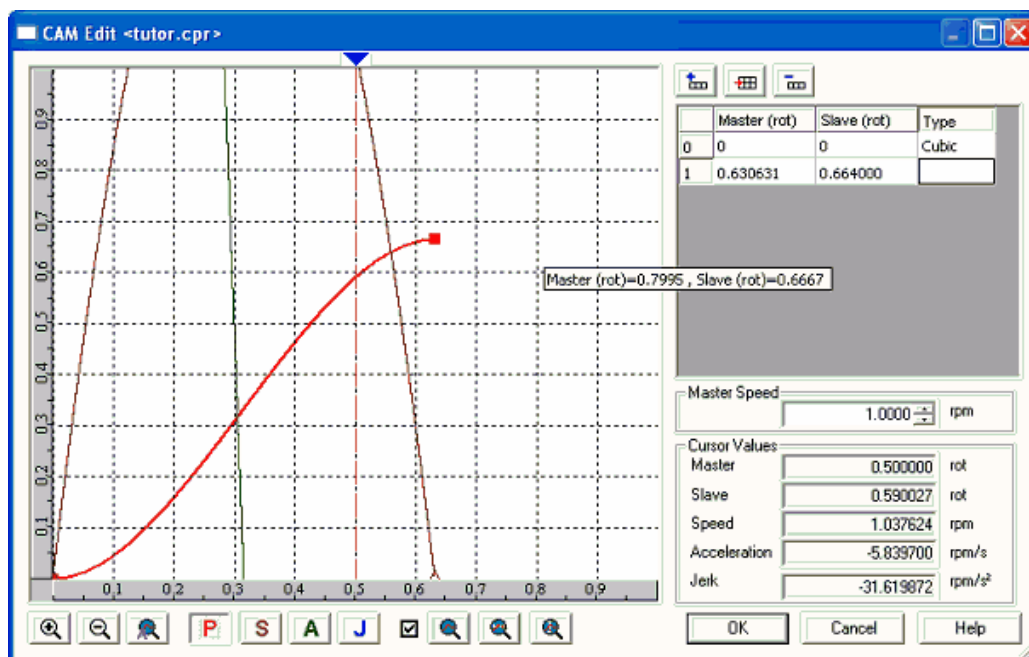 CAM Edit <tutor.cpr>
Master (rot) Slave (rot) Type
0 0 0 Cubic
1 0.630631 0.664000
0,9
0,8
0,7
0,6
0,5
0,4
0,3
0,2
0,1
Master (rot)=0.7995 , Slave (rot)=0.6667
0,1 0,2 0,3 0,4 0,5 0,6 0,7 0,8 0,9
Master Speed
1.0000 rpm
Cursor Values
Master 0.500000 rot
Slave 0.590027 rot
Speed 1.037624 rpm
Acceleration -5.839700 rpm/s
Jerk -31.619872 rpm/s²
P S A J
OK Cancel Help